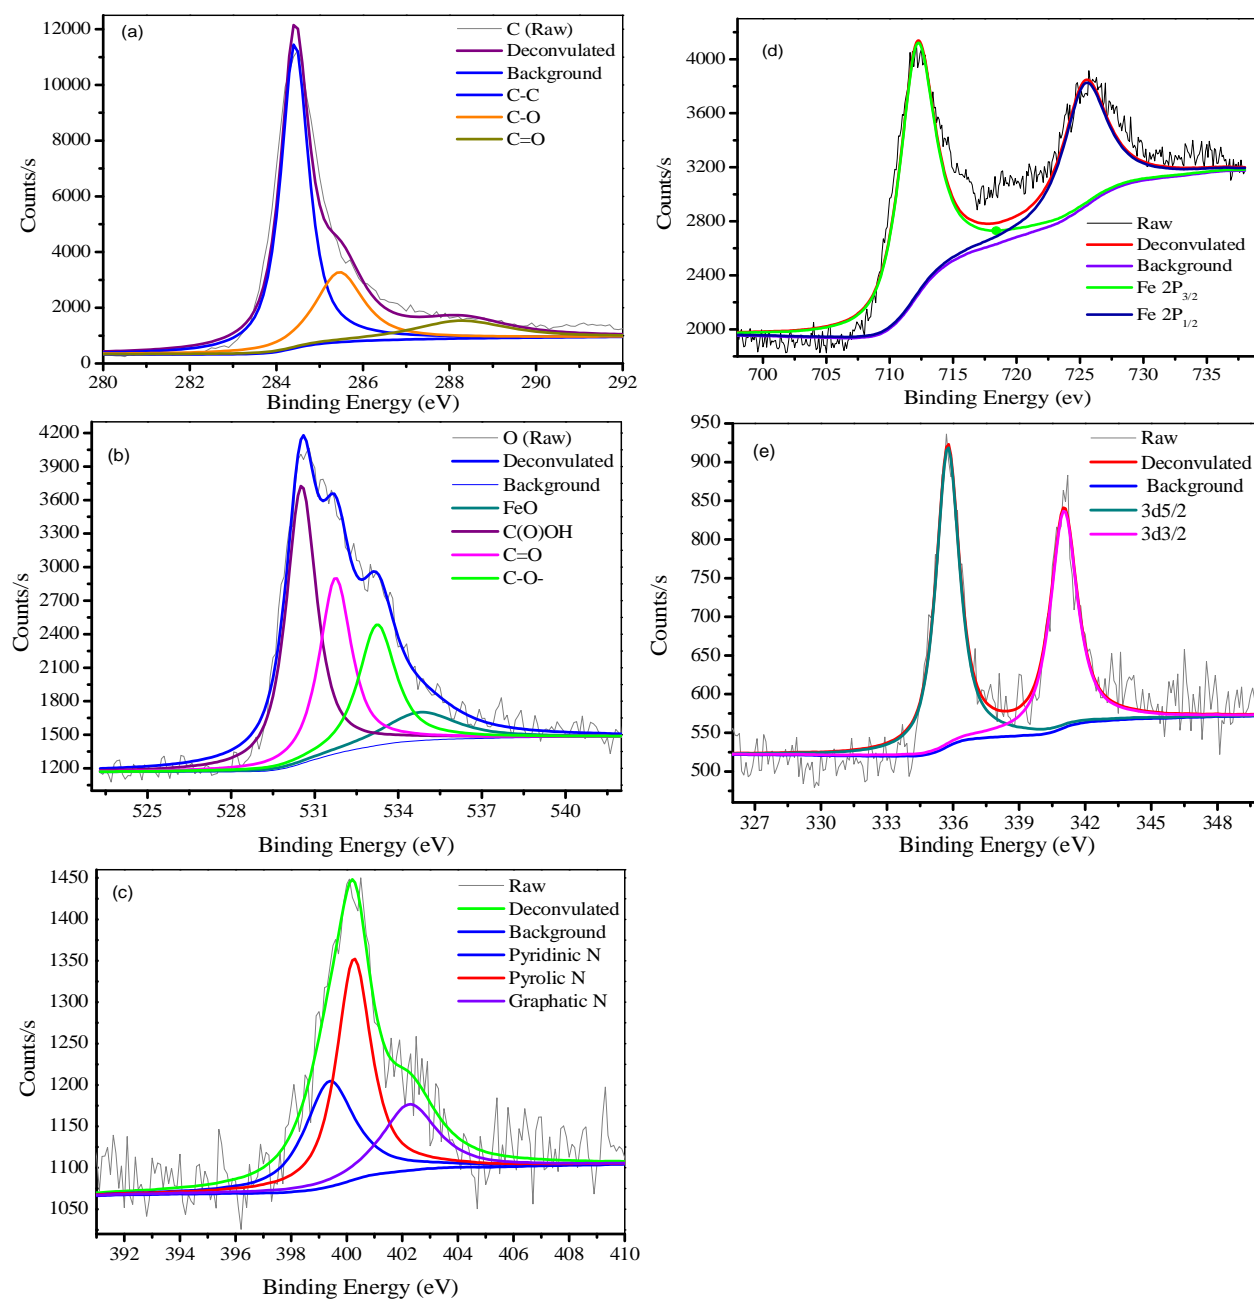 (a)
C (Raw)
Deconvulated
Background
C-C
C-O
C=O
12000
10000
8000
6000
4000
2000
0
Counts/s
280 282 284 286 288 290 292
Binding Energy (eV)
(d)
4000
3600
3200
2800
2400
2000
Counts/s
Raw
Deconvulated
Background
Fe 2P3/2
Fe 2P1/2
700 705 710 715 720 725 730 735
Binding Energy (ev)
(b)
O (Raw)
Deconvulated
Background
FeO
C(O)OH
C=O
C-O-
4200
3900
3600
3300
3000
2700
2400
2100
1800
1500
1200
Counts/s
525 528 531 534 537 540
Binding Energy (eV)
(e)
Raw
Deconvulated
Background
3d5/2
3d3/2
950
900
850
800
750
700
650
600
550
500
Counts/s
327 330 333 336 339 342 345 348
Binding Energy (eV)
(c)
Raw
Deconvulated
Background
Pyridinic N
Pyrolic N
Graphatic N
1450
1400
1350
1300
1250
1200
1150
1100
1050
Counts/s
392 394 396 398 400 402 404 406 408 410
Binding Energy (eV)